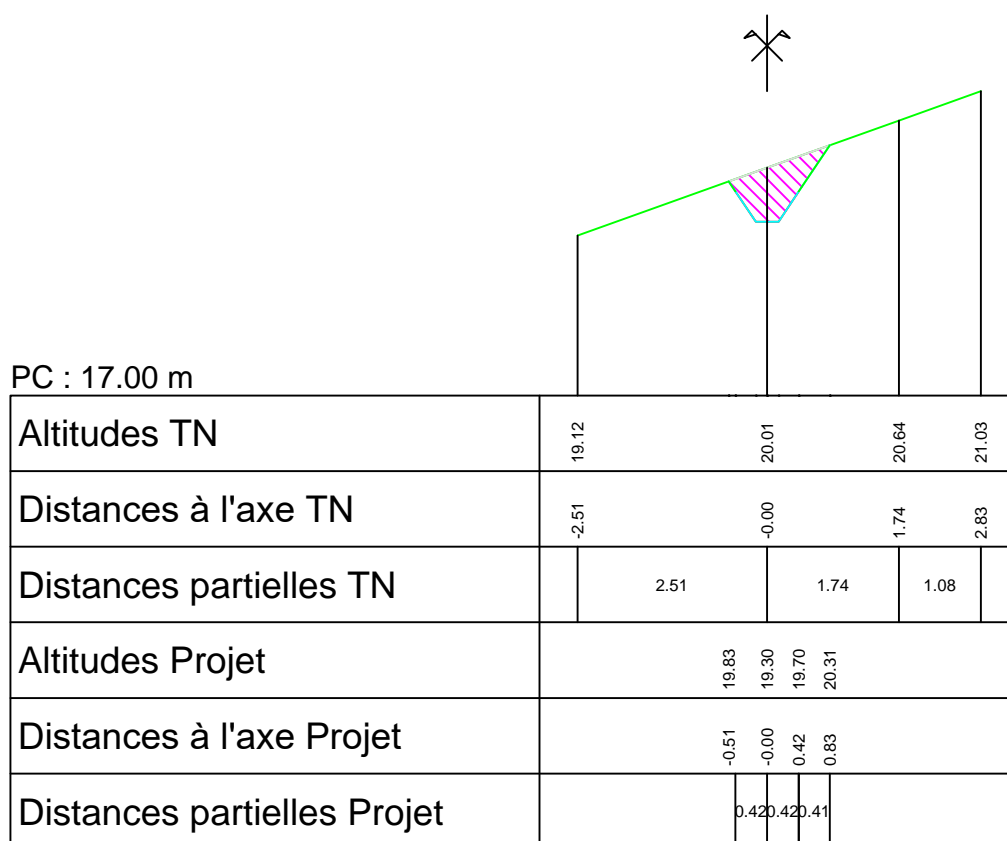 PC : 17.00 m
Altitudes TN 19.12 20.01 20.64 21.03
Distances à l'axe TN -2.51 -0.00 1.74 2.83
Distances partielles TN 2.51 1.74 1.08
Altitudes Projet 19.83 19.30 19.70 20.31
Distances à l'axe Projet -0.51 -0.00 0.42 0.83
Distances partielles Projet 0.42 0.42 0.41